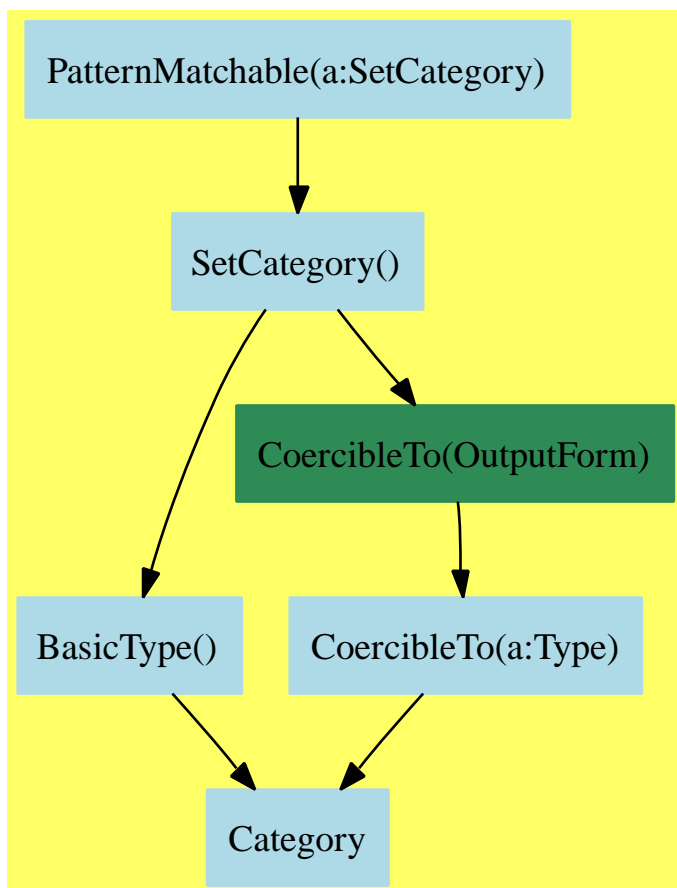 PatternMatchable(a:SetCategory)
SetCategory()
CoercibleTo(OutputForm)
BasicType()
CoercibleTo(a:Type)
Category